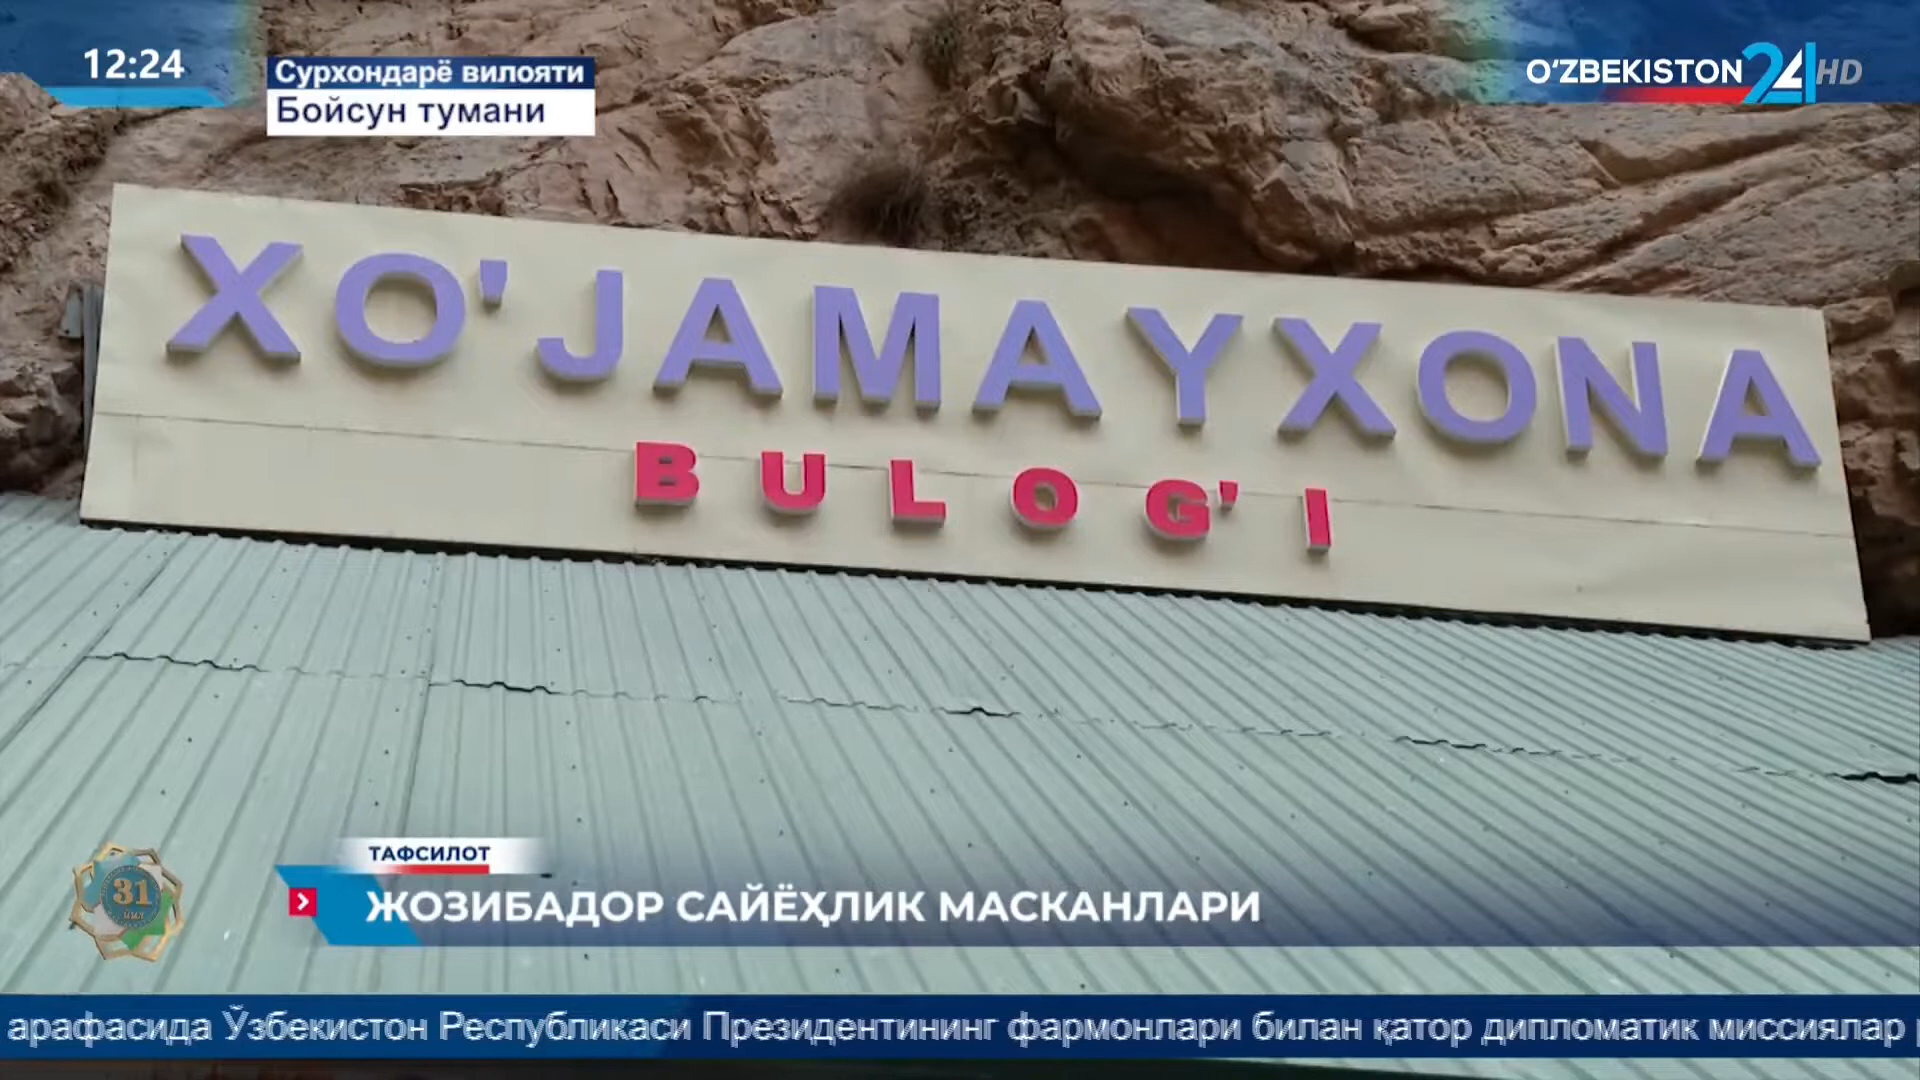 12:24
Сурхондарё вилояти
Бойсун тумани
O‘ZBEKISTON 24 HD
XO'JAMAYXONA
BULOG'I
31
ТАФСИЛОТ
ЖОЗИБАДОР САЙЁҲЛИК МАСКАНЛАРИ
арафасида Ўзбекистон Республикаси Президентининг фармонлари билан қатор дипломатик миссиялар